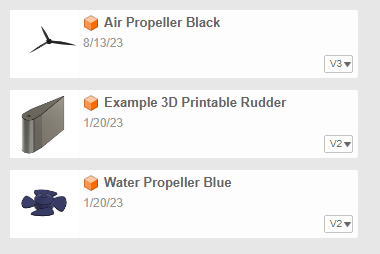 Air Propeller Black
8/13/23
V3
Example 3D Printable Rudder
1/20/23
V2
Water Propeller Blue
1/20/23
V2